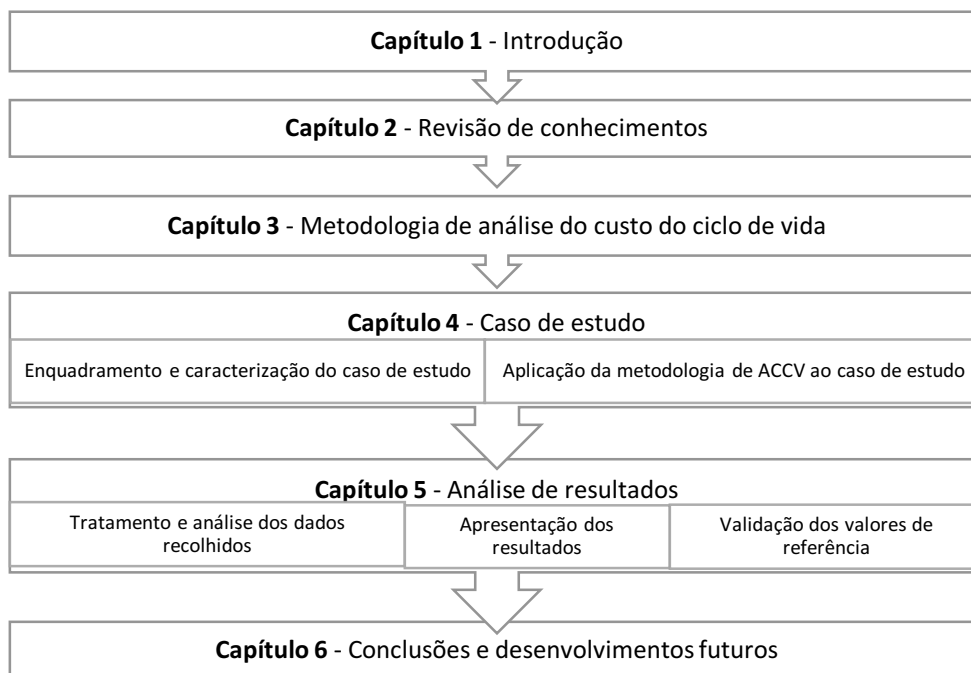 Capítulo 1 - Introdução
Capítulo 2 - Revisão de conhecimentos
Capítulo 3 - Metodologia de análise do custo do ciclo de vida
Capítulo 4 - Caso de estudo
Enquadramento e caracterização do caso de estudo
Aplicação da metodologia de ACCV ao caso de estudo
Capítulo 5 - Análise de resultados
Tratamento e análise dos dados
recolhidos
Apresentação dos
resultados
Validação dos valores de
referência
Capítulo 6 - Conclusões e desenvolvimentos futuros